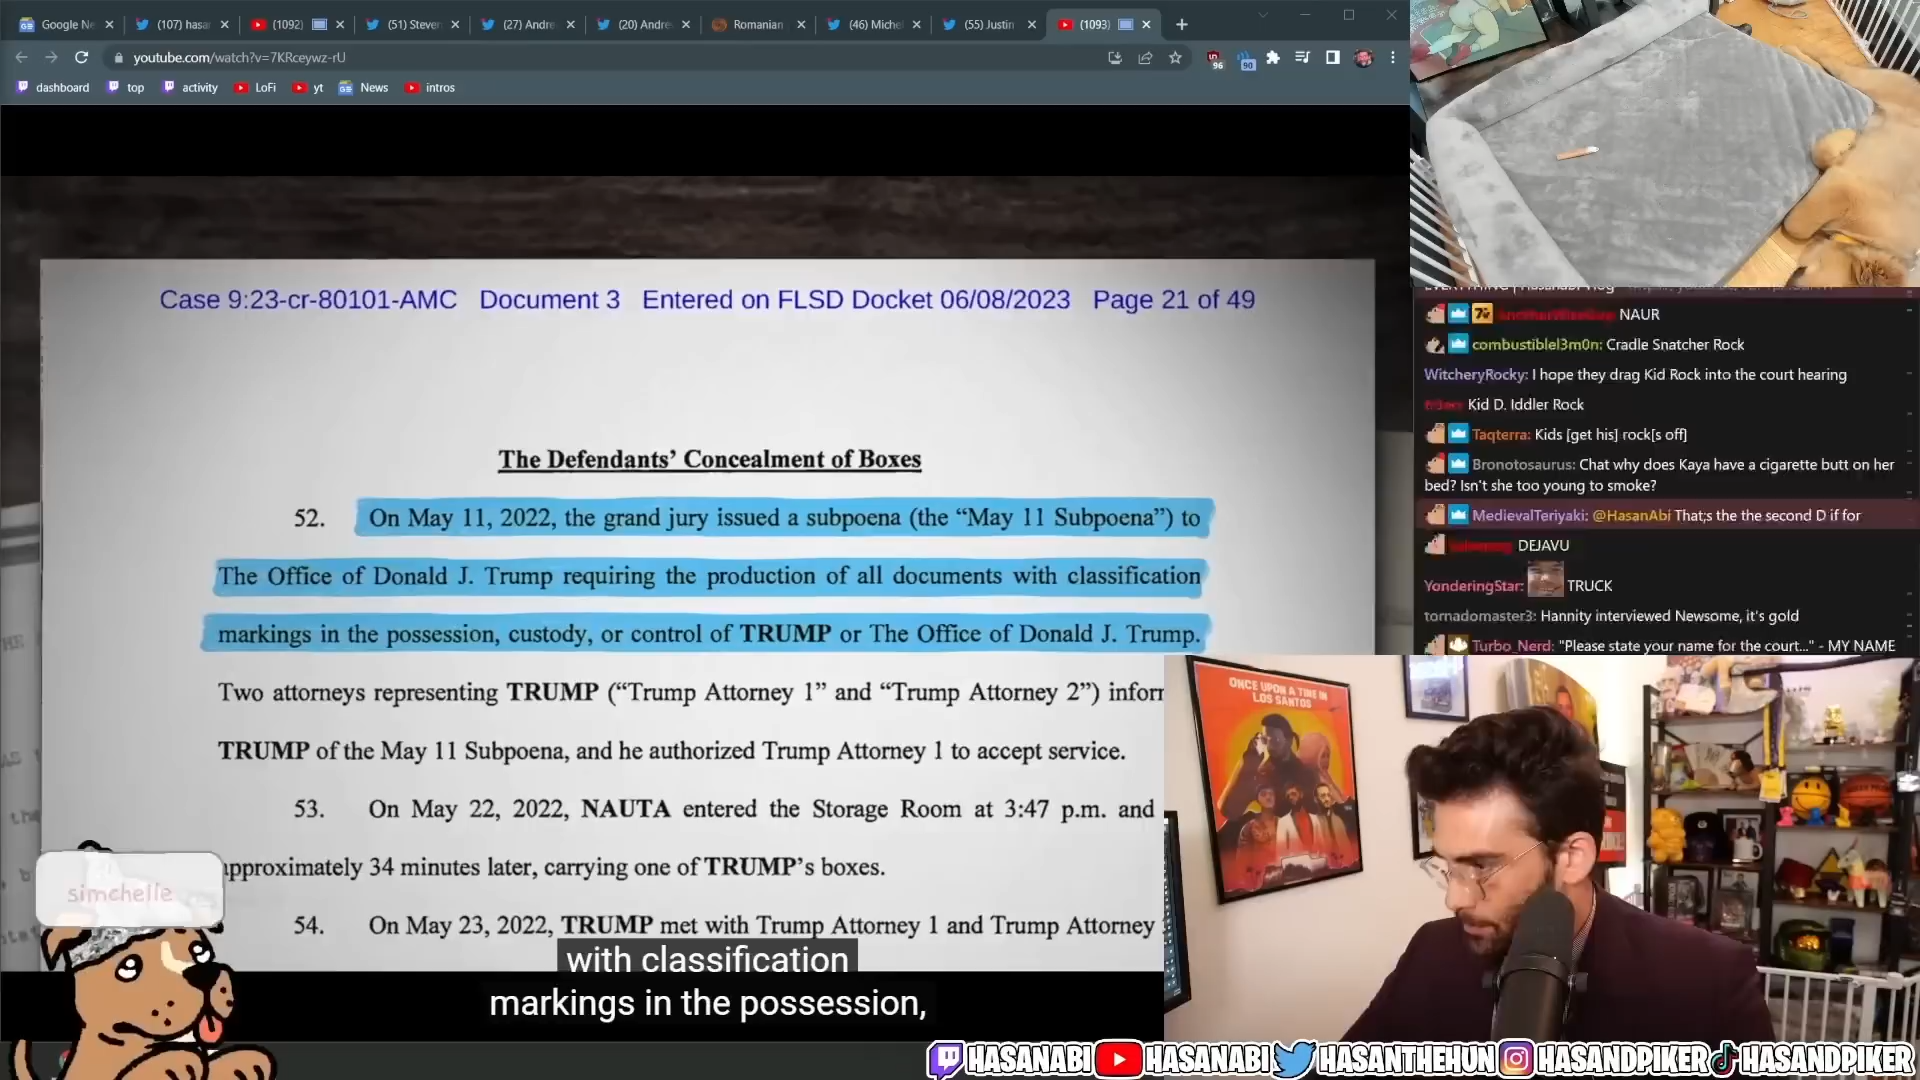 Google Ne
(107) hasa
(1092)
(51) Steven
(27) Andre
(20) Andre
Romanian
(46) Michel
(55) Justin
(1093)
youtube.com/watch?v=7KRceywz-rU
96
90
dashboard
top
activity
LoFi
yt
News
intros
Case 9:23-cr-80101-AMC Document 3 Entered on FLSD Docket 06/08/2023 Page 21 of 49
The Defendants’ Concealment of Boxes
52. On May 11, 2022, the grand jury issued a subpoena (the “May 11 Subpoena”) to
The Office of Donald J. Trump requiring the production of all documents with classification
markings in the possession, custody, or control of TRUMP or The Office of Donald J. Trump.
Two attorneys representing TRUMP (“Trump Attorney 1” and “Trump Attorney 2”) infor
TRUMP of the May 11 Subpoena, and he authorized Trump Attorney 1 to accept service.
53. On May 22, 2022, NAUTA entered the Storage Room at 3:47 p.m. and
approximately 34 minutes later, carrying one of TRUMP’s boxes.
54. On May 23, 2022, TRUMP met with Trump Attorney 1 and Trump Attorney
with classification
markings in the possession,
simchelle
NAUR
combustiblel3m0n: Cradle Snatcher Rock
WitcheryRocky: I hope they drag Kid Rock into the court hearing
Kid D. Iddler Rock
Taqterra: Kids [get his] rock[s off]
Bronotosaurus: Chat why does Kaya have a cigarette butt on her
bed? Isn't she too young to smoke?
MedievalTeriyaki: @HasanAbi That;s the the second D if for
DEJAVU
YonderingStar: TRUCK
tornadomaster3: Hannity interviewed Newsome, it's gold
Turbo_Nerd: "Please state your name for the court..." - MY NAME
ONCE UPON A TIME IN
LOS SANTOS
HASANABI HASANABI HASANTHEHUN HASANDPIKER HASANDPIKER